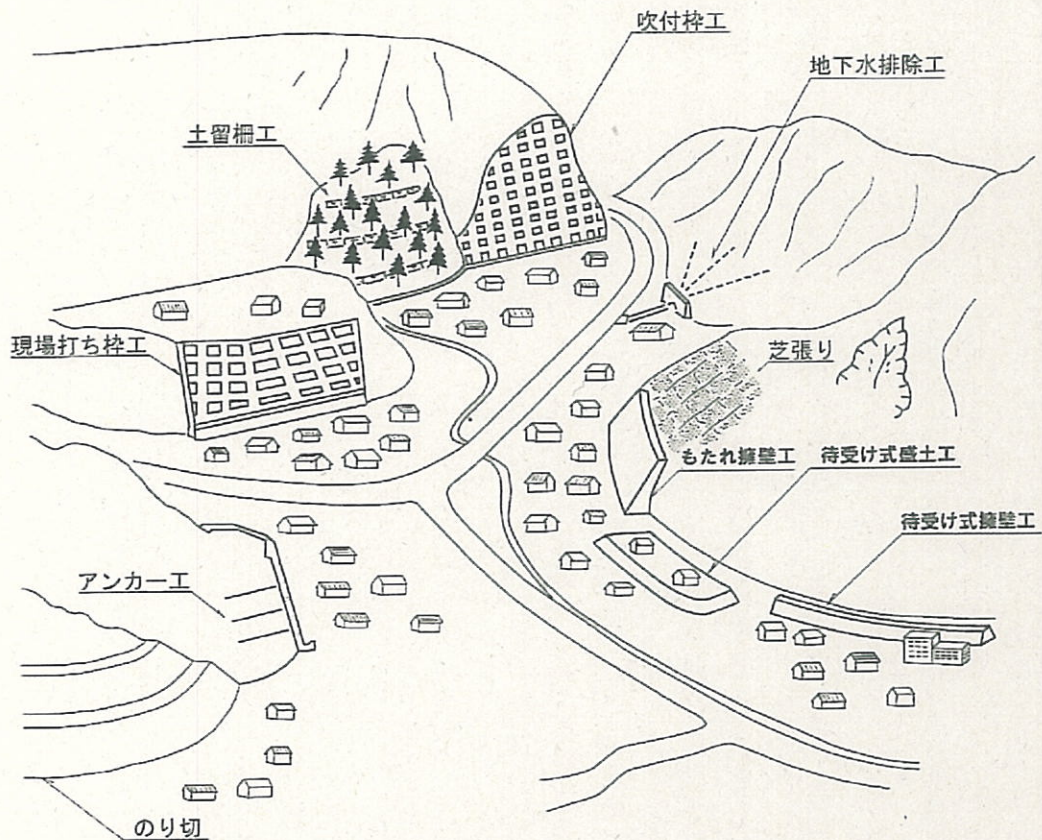 吹付枠工
地下水排除工
土留柵工
現場打ち枠工
芝張り
もたれ擁壁工
待受け式盛土工
待受け式擁壁工
アンカー工
のり切